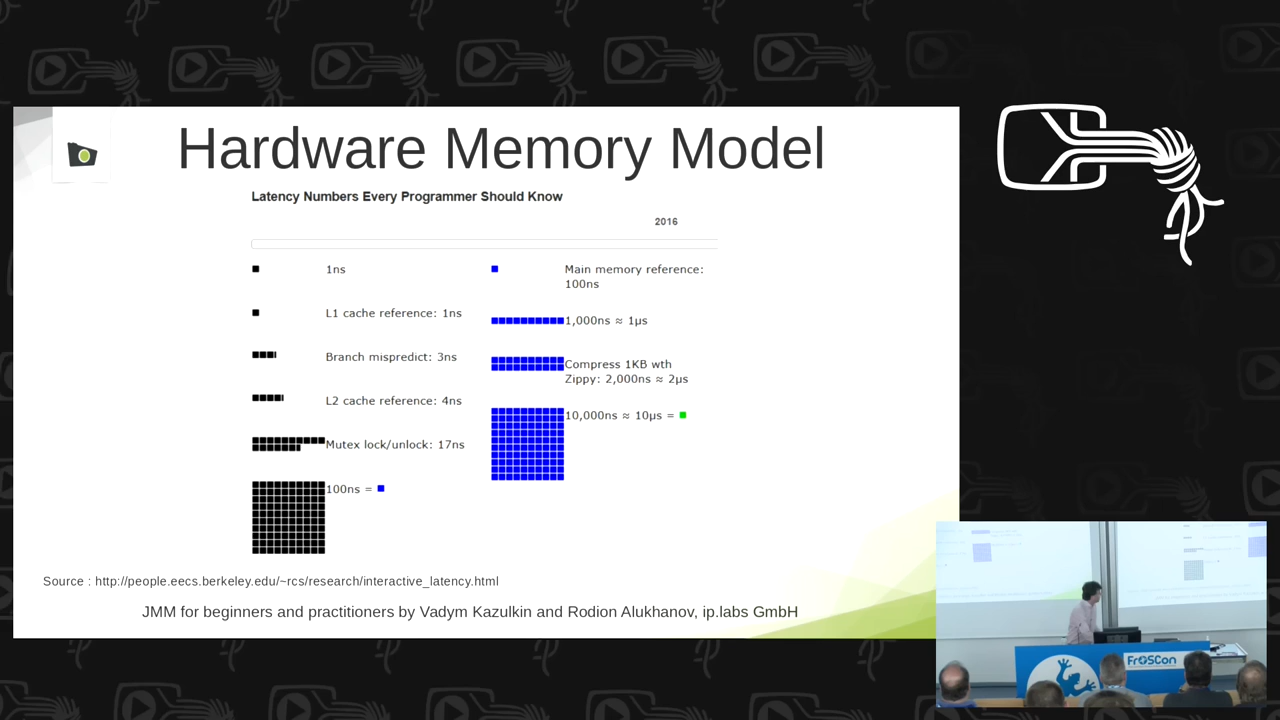 Hardware Memory Model
Latency Numbers Every Programmer Should Know
2016
1ns
L1 cache reference: 1ns
Branch mispredict: 3ns
L2 cache reference: 4ns
Mutex lock/unlock: 17ns
100ns =
Main memory reference:
100ns
1,000ns ≈ 1μs
Compress 1KB wth
Zippy: 2,000ns ≈ 2μs
10,000ns ≈ 10μs =
Source : http://people.eecs.berkeley.edu/~rcs/research/interactive_latency.html
JMM for beginners and practitioners by Vadym Kazulkin and Rodion Alukhanov, ip.labs GmbH
FrOSCon